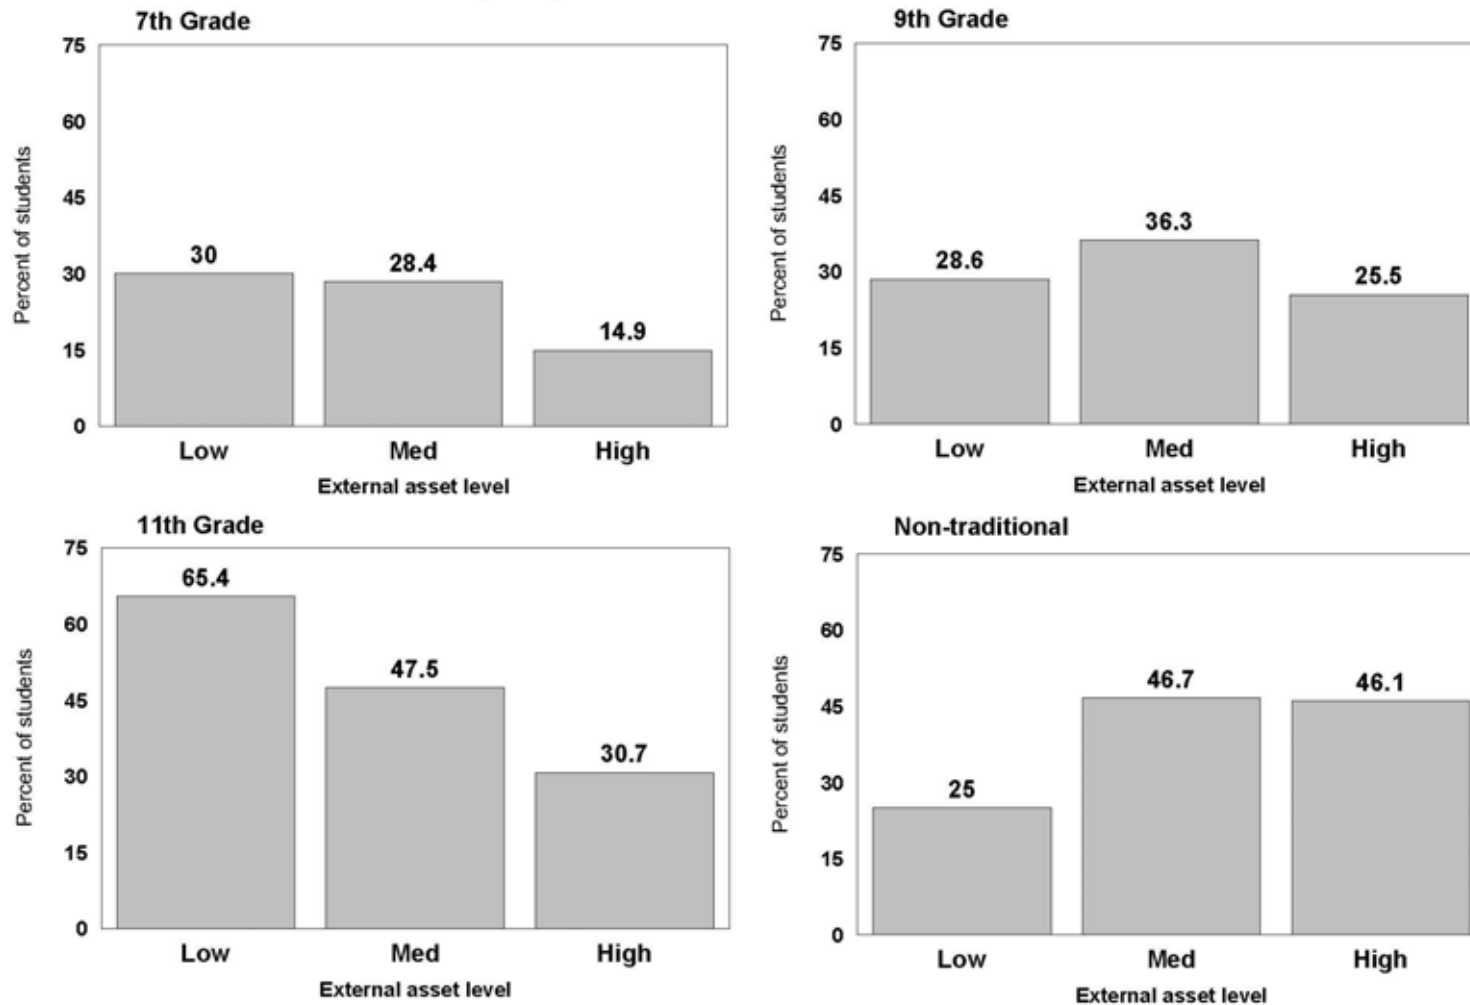 7th Grade
75
60
45
30
15
0
Percent of students
30
28.4
14.9
Low Med High
External asset level
9th Grade
75
60
45
30
15
0
Percent of students
28.6
36.3
25.5
Low Med High
External asset level
11th Grade
75
60
45
30
15
0
Percent of students
65.4
47.5
30.7
Low Med High
External asset level
Non-traditional
75
60
45
30
15
0
Percent of students
25
46.7
46.1
Low Med High
External asset level